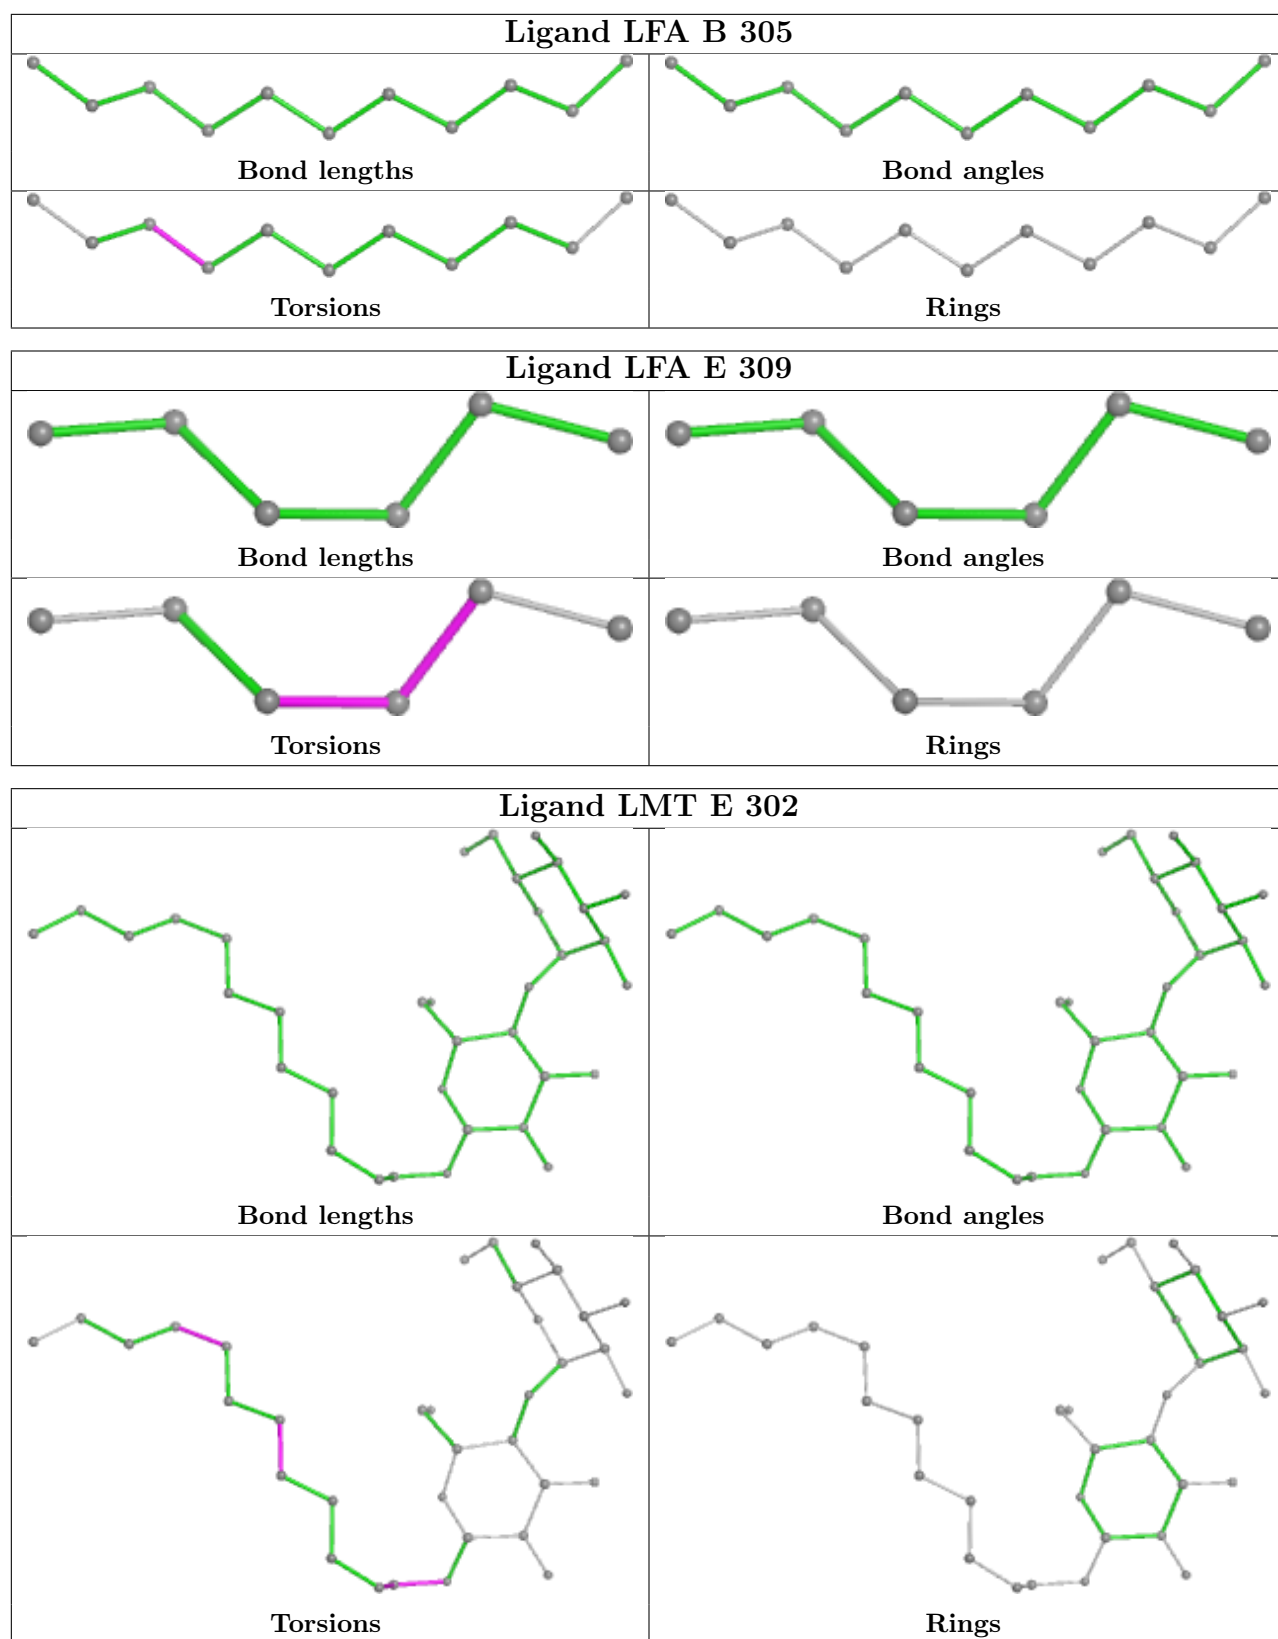 Ligand LFA B 305
Bond lengths
Bond angles
Torsions
Rings
Ligand LFA E 309
Bond lengths
Bond angles
Torsions
Rings
Ligand LMT E 302
Bond lengths
Bond angles
Torsions
Rings